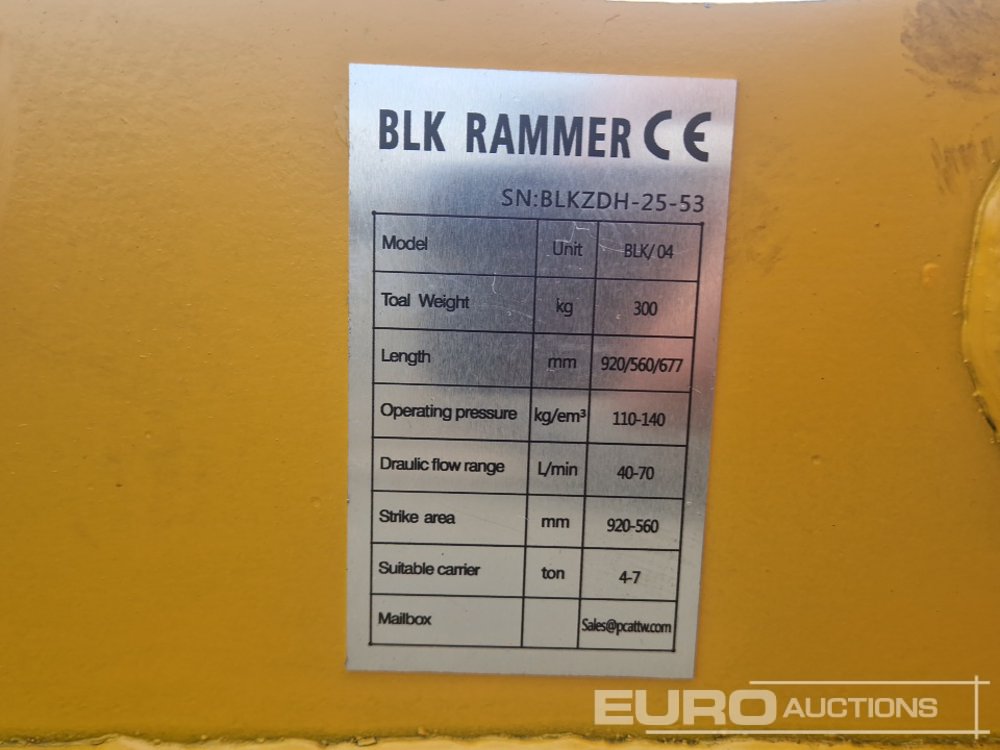 BLK RAMMER CE
SN:BLKZDH-25-53
Model Unit BLK/04
Toal Weight kg 300
Length mm 920/560/677
Operating pressure kg/em³ 110-140
Draulic flow range L/min 40-70
Strike area mm 920-560
Suitable carrier ton 4-7
Mailbox Sales@pcattw.com
EURO AUCTIONS